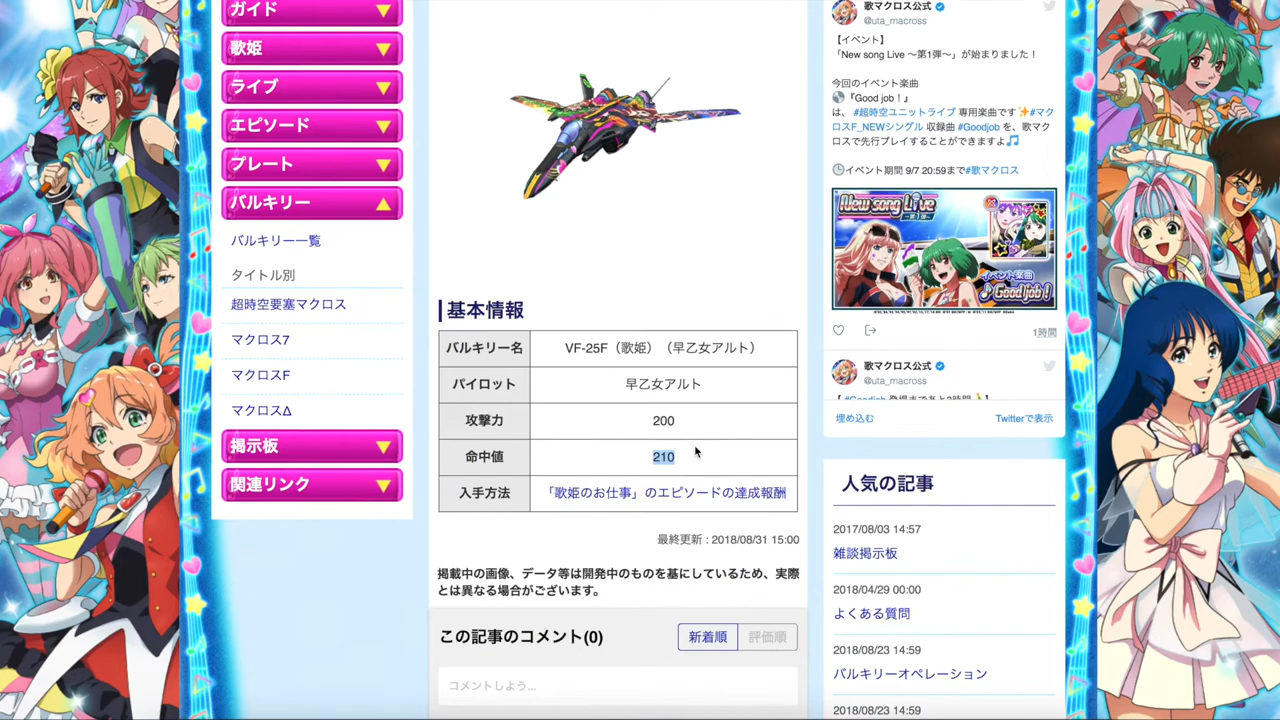 ガイド
歌姫
ライブ
エピソード
プレート
バルキリー
バルキリー一覧
タイトル別
超時空要塞マクロス
マクロス7
マクロスF
マクロスΔ
掲示板
関連リンク
基本情報
バルキリー名 VF-25F（歌姫）（早乙女アルト）
パイロット 早乙女アルト
攻撃力 200
命中値 210
入手方法 「歌姫のお仕事」のエピソードの達成報酬
最終更新 : 2018/08/31 15:00
掲載中の画像、データ等は開発中のものを基にしているため、実際
とは異なる場合がございます。
この記事のコメント(0)
新着順 評価順
コメントしよう...
歌マクロス公式
@uta_macross
【イベント】
「New song Live 〜第1弾〜」が始まりました！
今回のイベント楽曲
『Good job！』
は、 #超時空ユニットライブ 専用楽曲です✨#マク
ロスF_NEWシングル 収録曲 #Goodjob を、歌マク
ロスで先行プレイすることができますよ🎵
イベント期間 9/7 20:59まで#歌マクロス
New song Live
〜第1弾〜
イベント楽曲
♪Good job！
1時間
歌マクロス公式
@uta_macross
【 #Goodjob 登場まであと2時間 】
埋め込む
Twitterで表示
人気の記事
2017/08/03 14:57
雑談掲示板
2018/04/29 00:00
よくある質問
2018/08/23 14:59
バルキリーオペレーション
2018/08/23 14:59